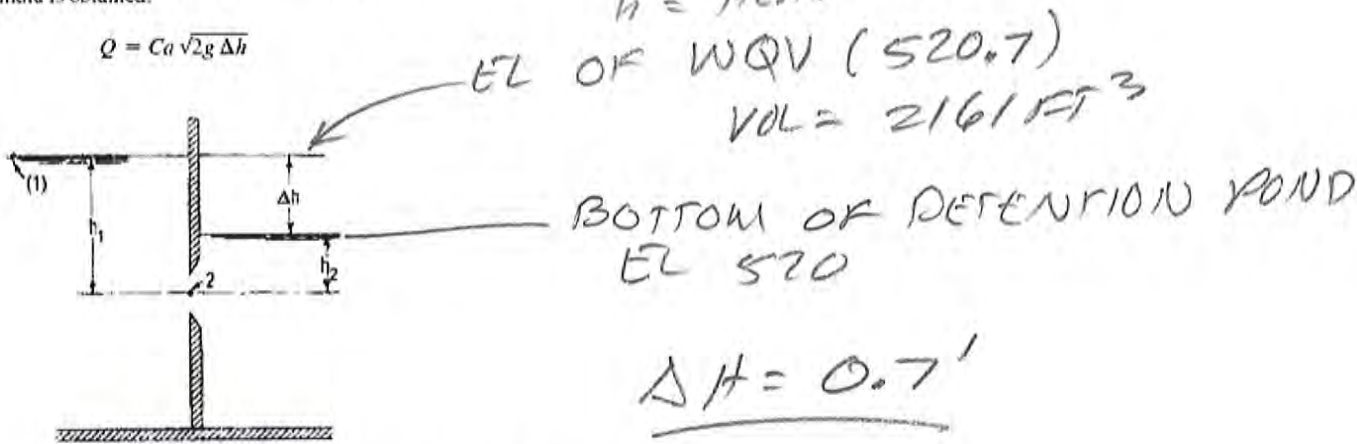 Q = Ca √2g Δh
EL OF WQV (520.7)
VOL = 2161 FT³
(1)
h₁
Δh
h₂
2
BOTTOM OF DETENTION POND
EL 520
ΔH = 0.7'